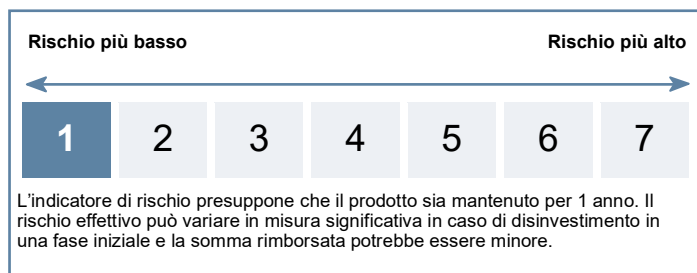 Rischio più basso Rischio più alto
1 2 3 4 5 6 7
L'indicatore di rischio presuppone che il prodotto sia mantenuto per 1 anno. Il
rischio effettivo può variare in misura significativa in caso di disinvestimento in
una fase iniziale e la somma rimborsata potrebbe essere minore.